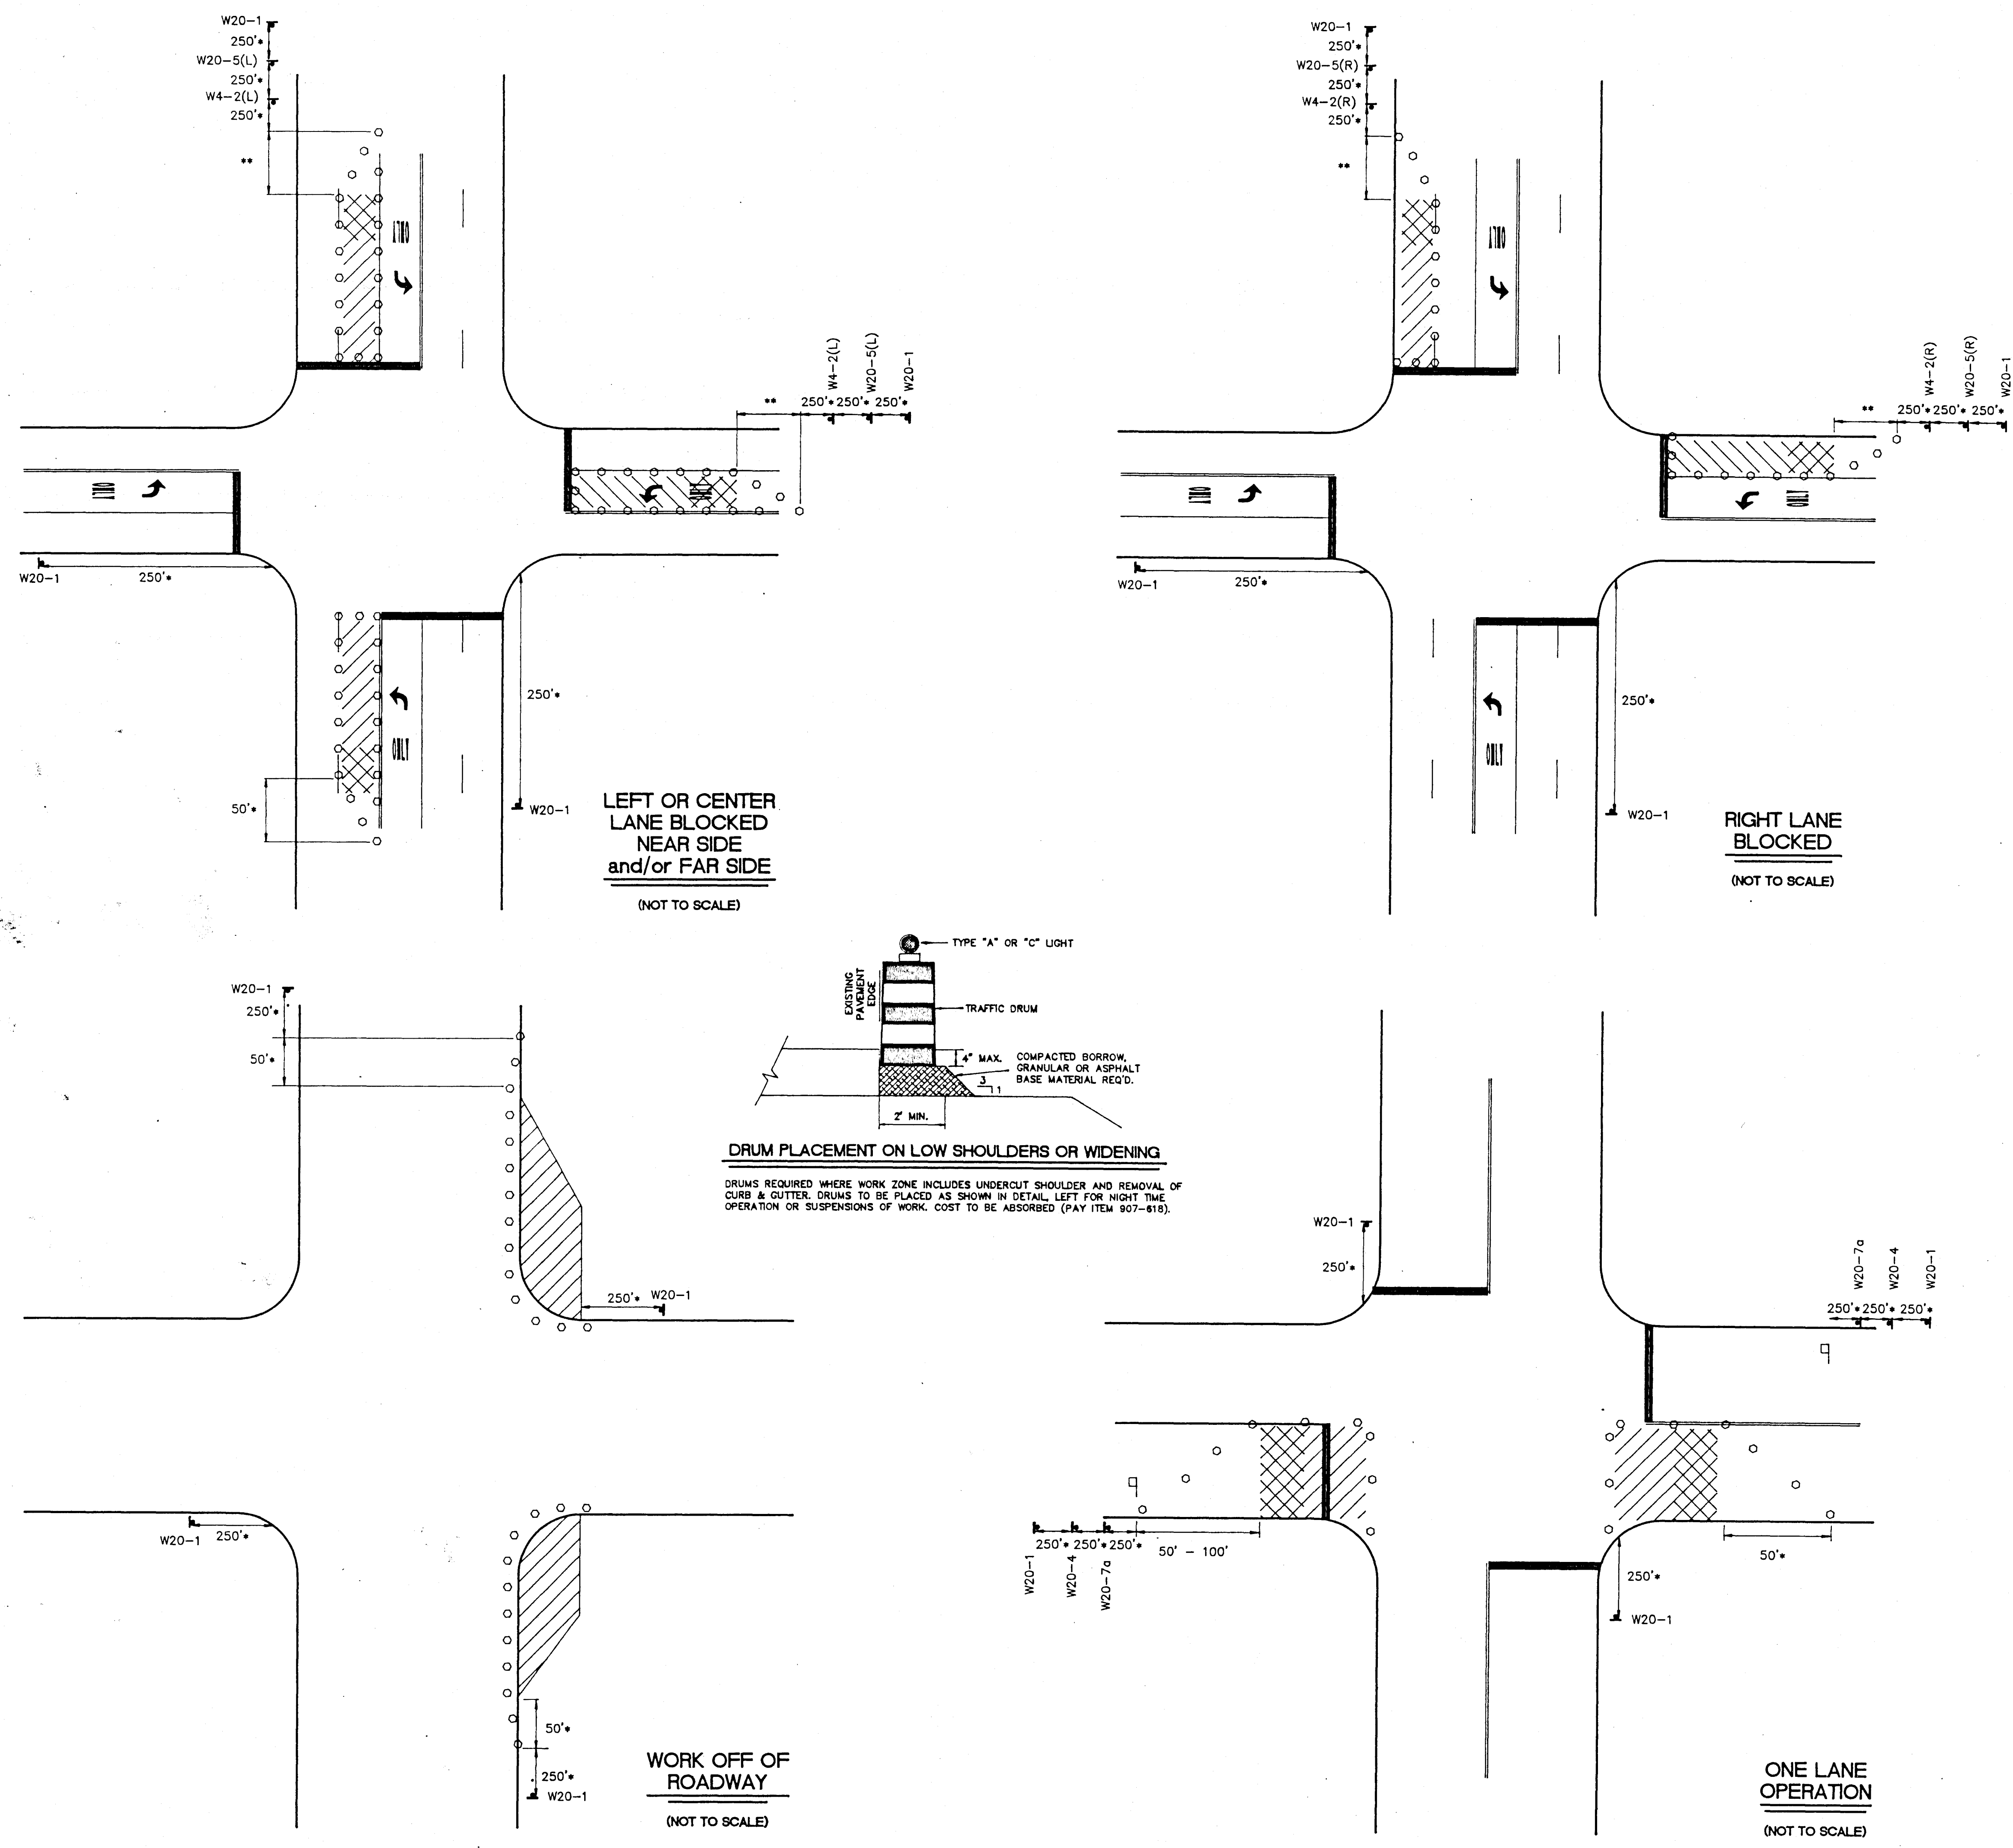 W20-1
250'*
W20-5(L)
250'*
W4-2(L)
250'*
**
ONLY
W4-2(L)
W20-5(L)
W20-1
** 250'* 250'* 250'*
ONLY
ONLY
W20-1 250'*
250'*
ONLY
50'*
W20-1
LEFT OR CENTER
LANE BLOCKED
NEAR SIDE
and/or FAR SIDE
(NOT TO SCALE)
W20-1
250'*
W20-5(R)
250'*
W4-2(R)
250'*
**
ONLY
W4-2(R)
W20-5(R)
W20-1
** 250'* 250'* 250'*
ONLY
ONLY
W20-1 250'*
250'*
ONLY
W20-1
RIGHT LANE
BLOCKED
(NOT TO SCALE)
TYPE "A" OR "C" LIGHT
EXISTING
PAVEMENT
EDGE
TRAFFIC DRUM
4" MAX.
COMPACTED BORROW,
GRANULAR OR ASPHALT
BASE MATERIAL REQ'D.
3
1
2' MIN.
DRUM PLACEMENT ON LOW SHOULDERS OR WIDENING
DRUMS REQUIRED WHERE WORK ZONE INCLUDES UNDERCUT SHOULDER AND REMOVAL OF
CURB & GUTTER. DRUMS TO BE PLACED AS SHOWN IN DETAIL, LEFT FOR NIGHT TIME
OPERATION OR SUSPENSIONS OF WORK. COST TO BE ABSORBED (PAY ITEM 907-618).
W20-1
250'*
50'*
250'* W20-1
W20-1 250'*
50'*
250'*
W20-1
WORK OFF OF
ROADWAY
(NOT TO SCALE)
W20-1
250'*
W20-7a
W20-4
W20-1
250'* 250'* 250'*
250'* 250'* 250'* 50' - 100'
W20-1
W20-4
W20-7a
50'*
250'*
W20-1
ONE LANE
OPERATION
(NOT TO SCALE)